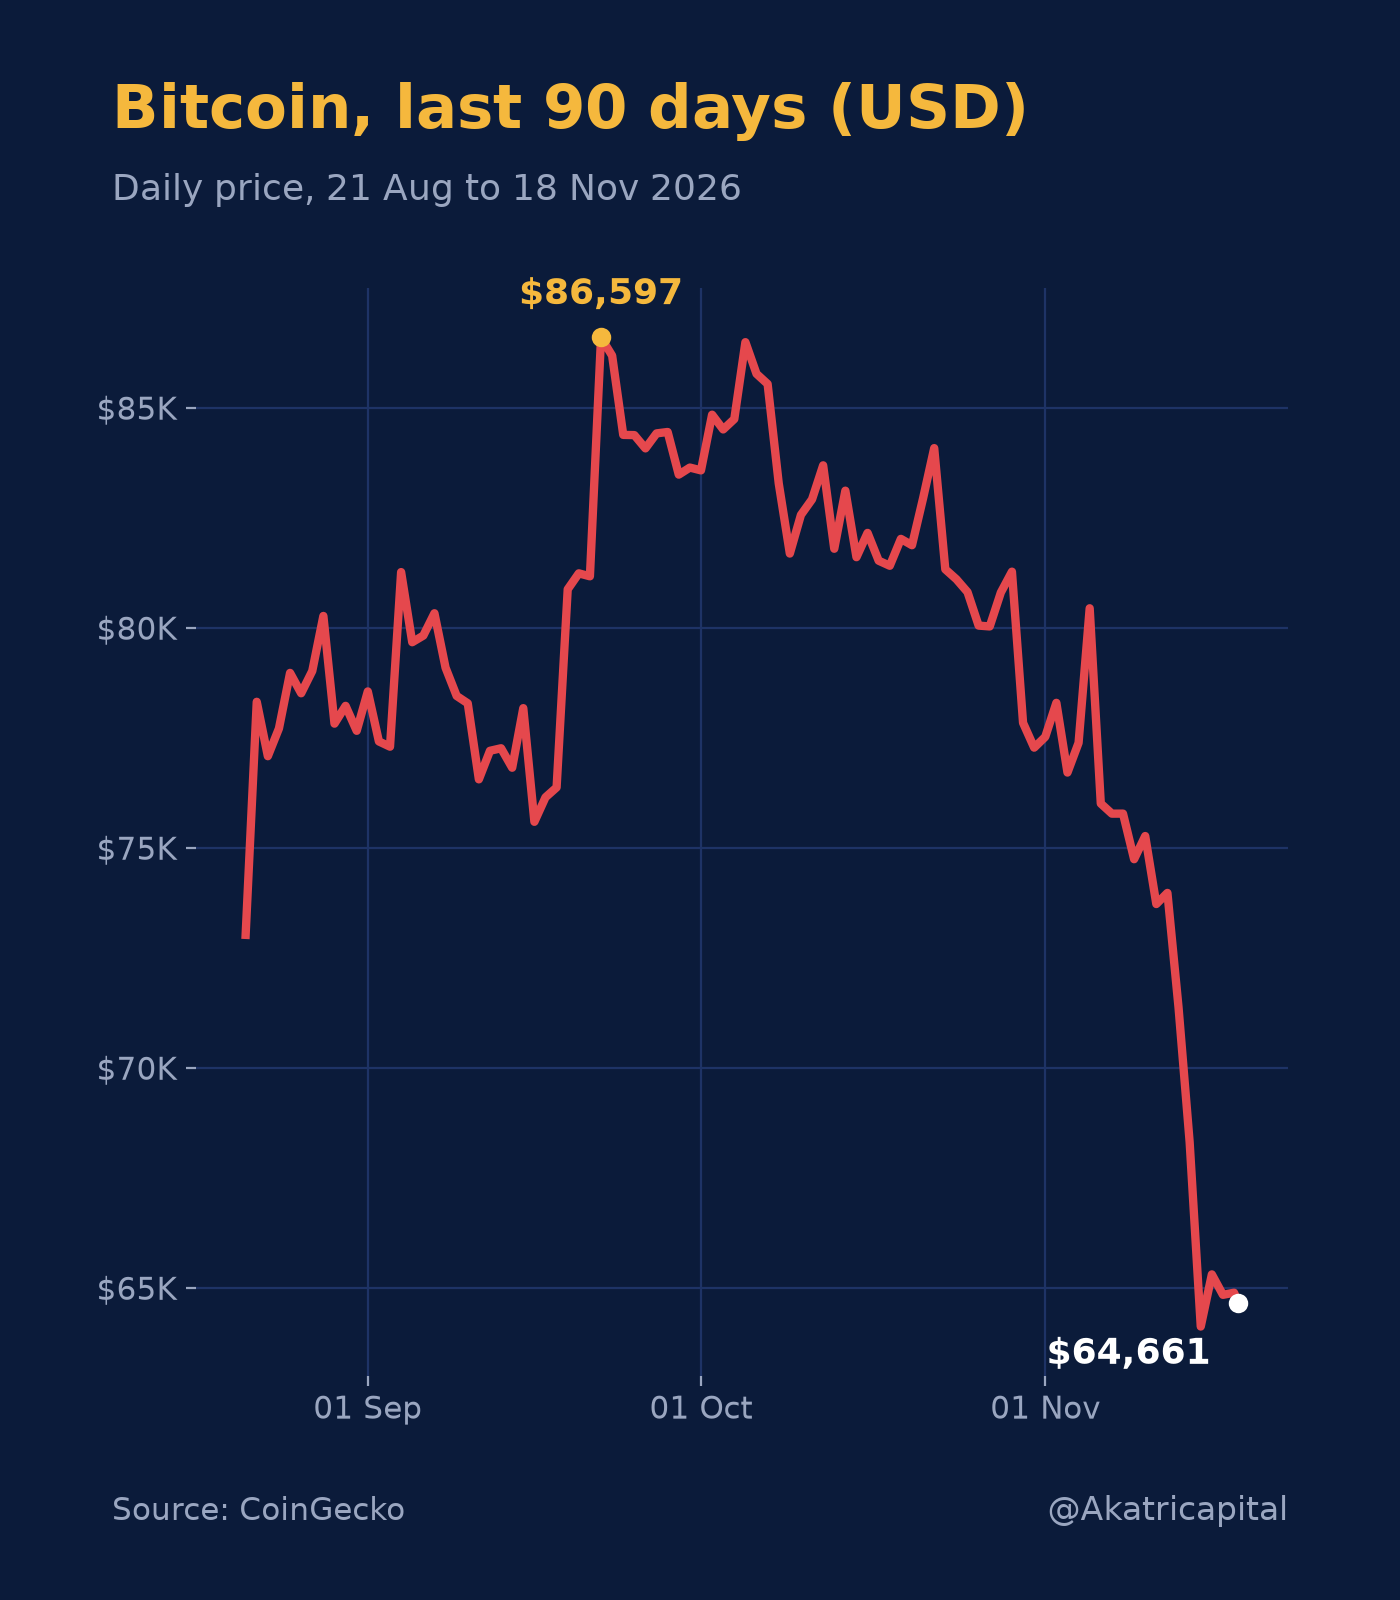 Bitcoin, last 90 days (USD)
Daily price, 21 Aug to 18 Nov 2026
$86,597
$85K
$80K
$75K
$70K
$65K
$64,661
01 Sep 01 Oct 01 Nov
Source: CoinGecko @Akatricapital